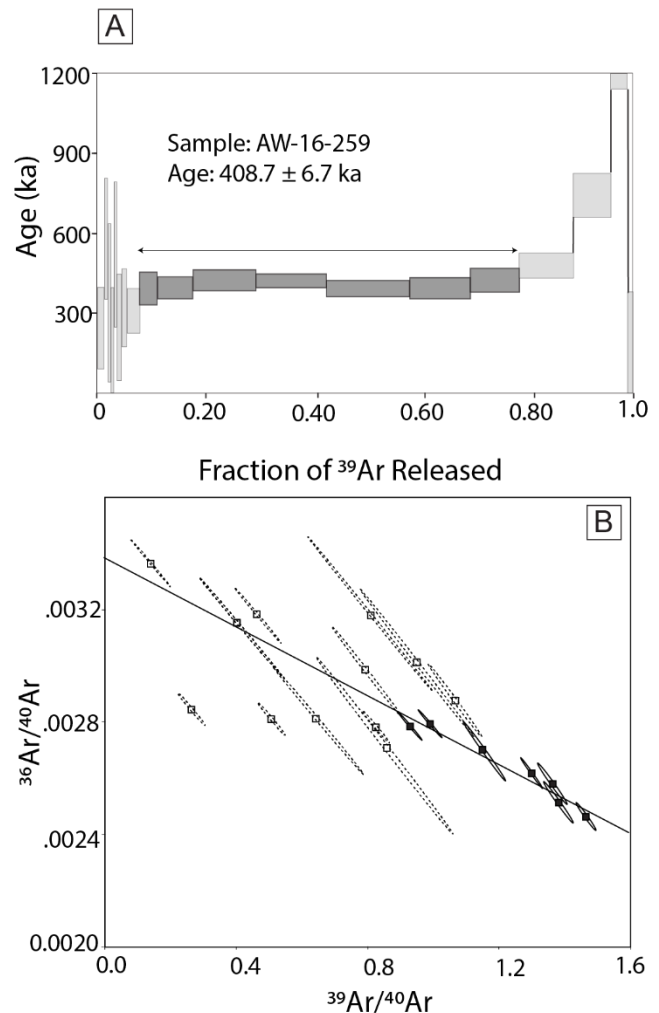 A
1200
900
600
300
Age (ka)
Sample: AW-16-259
Age: 408.7 ± 6.7 ka
0 0.20 0.40 0.60 0.80 1.0
Fraction of ³⁹Ar Released
B
.0032
.0028
.0024
0.0020
³⁶Ar/⁴⁰Ar
0.0 0.4 0.8 1.2 1.6
³⁹Ar/⁴⁰Ar